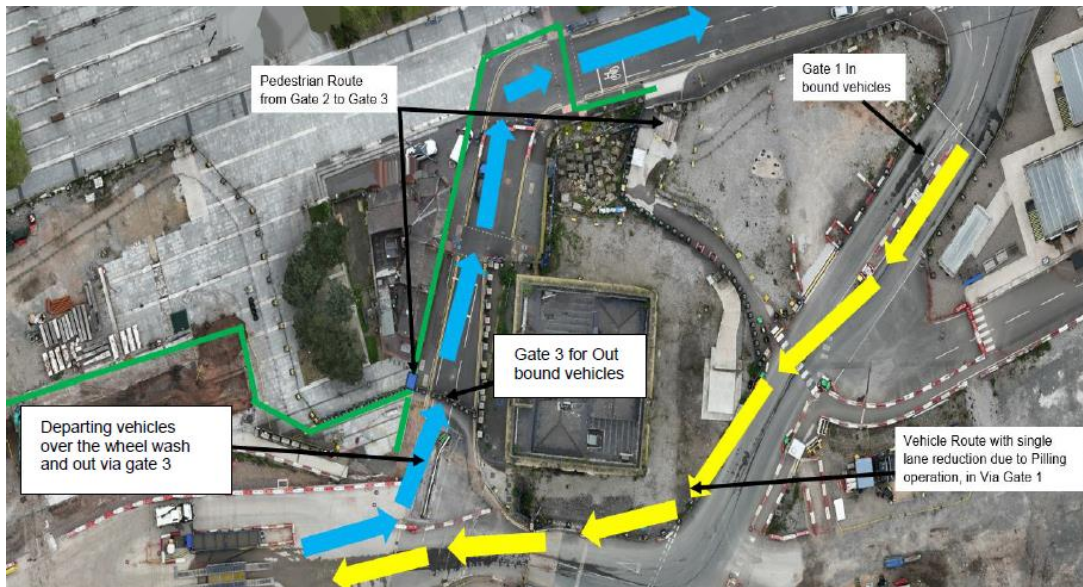 Pedestrian Route
from Gate 2 to Gate 3
Gate 1 In
bound vehicles
Gate 3 for Out
bound vehicles
Departing vehicles
over the wheel wash
and out via gate 3
Vehicle Route with single
lane reduction due to Pilling
operation, in Via Gate 1